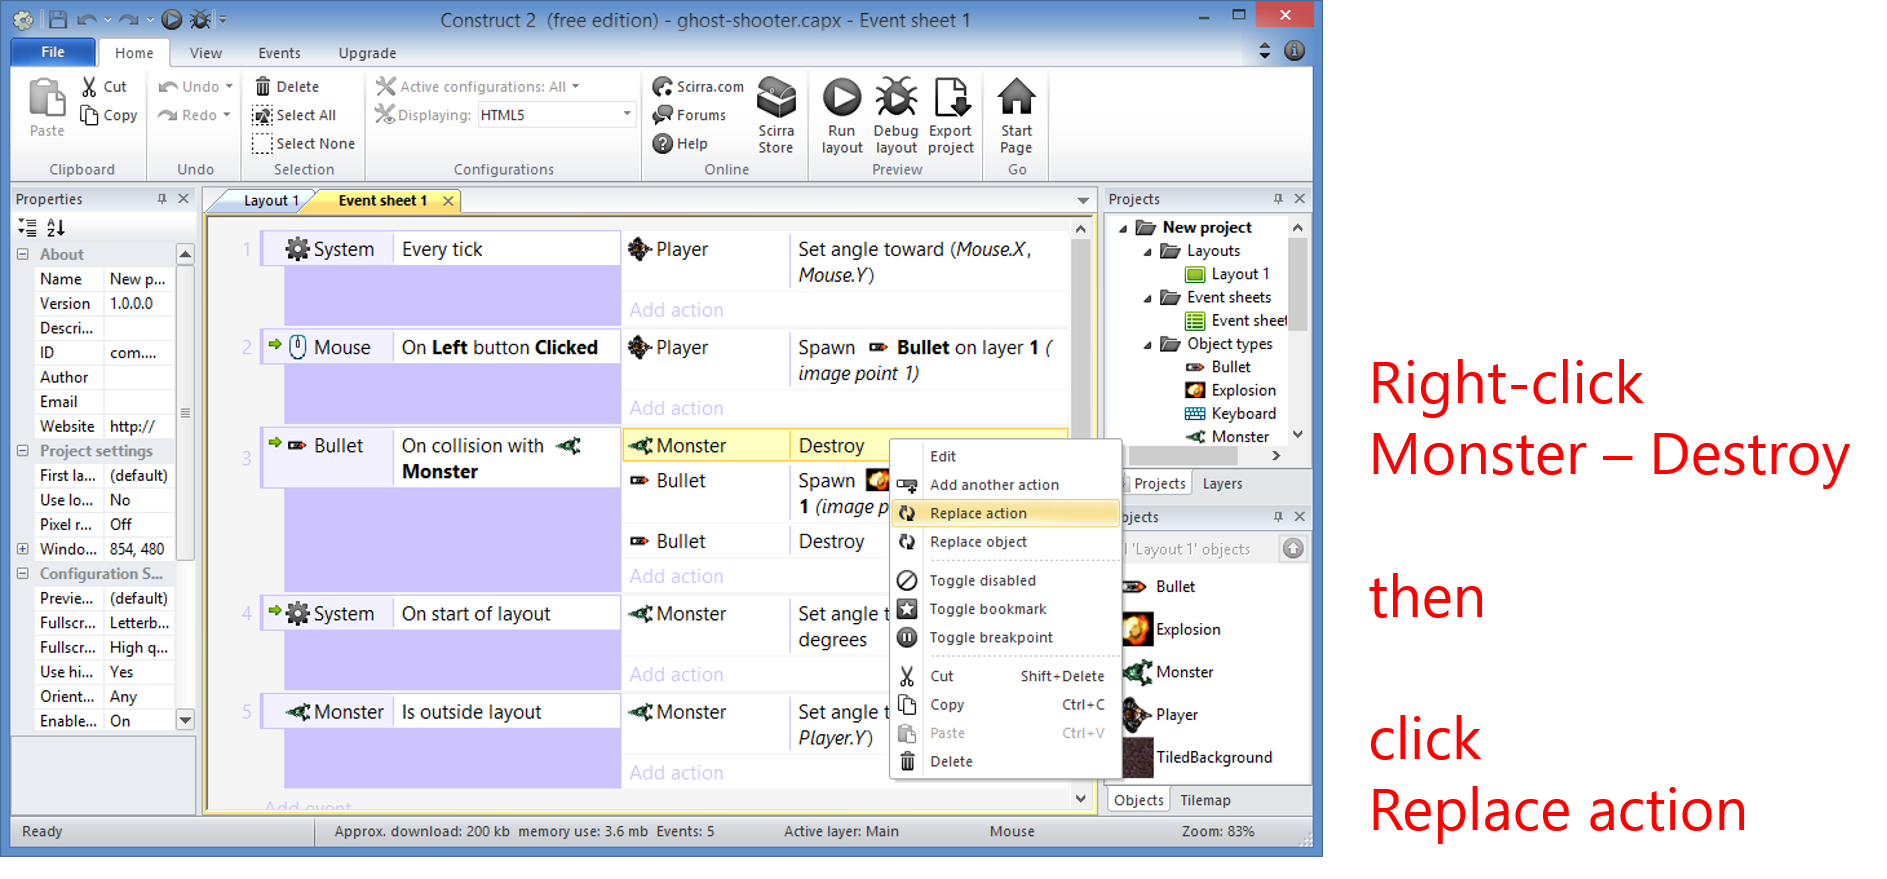 Construct 2 (free edition) - ghost-shooter.capx - Event sheet 1
File Home View Events Upgrade
Paste
Cut
Copy
Clipboard
Undo
Redo
Undo
Delete
Select All
Select None
Selection
Active configurations: All
Displaying: HTML5
Configurations
Scirra.com
Forums
Help
Scirra
Store
Online
Run
layout
Debug
layout
Export
project
Preview
Start
Page
Go
Properties
About
Name New p...
Version 1.0.0.0
Descri...
ID com....
Author
Email
Website http://
Project settings
First la... (default)
Use lo... No
Pixel r... Off
Windo... 854, 480
Configuration S...
Previe... (default)
Fullscr... Letterb...
Fullscr... High q...
Use hi... Yes
Orient... Any
Enable... On
Layout 1
Event sheet 1
1 System Every tick
Player Set angle toward (Mouse.X,
Mouse.Y)
Add action
2 Mouse On Left button Clicked
Player Spawn Bullet on layer 1 (
image point 1)
Add action
3 Bullet On collision with
Monster
Monster Destroy
Bullet Spawn
1 (image p
Bullet Destroy
Add action
4 System On start of layout
Monster Set angle t
degrees
Add action
5 Monster Is outside layout
Monster Set angle t
Player.Y)
Add action
Add event
Edit
Add another action
Replace action
Replace object
Toggle disabled
Toggle bookmark
Toggle breakpoint
Cut Shift+Delete
Copy Ctrl+C
Paste Ctrl+V
Delete
Projects
New project
Layouts
Layout 1
Event sheets
Event sheet
Object types
Bullet
Explosion
Keyboard
Monster
Projects Layers
bjects
'Layout 1' objects
Bullet
Explosion
Monster
Player
TiledBackground
Objects Tilemap
Ready
Approx. download: 200 kb memory use: 3.6 mb Events: 5
Active layer: Main
Mouse
Zoom: 83%
Right-click
Monster – Destroy
then
click
Replace action